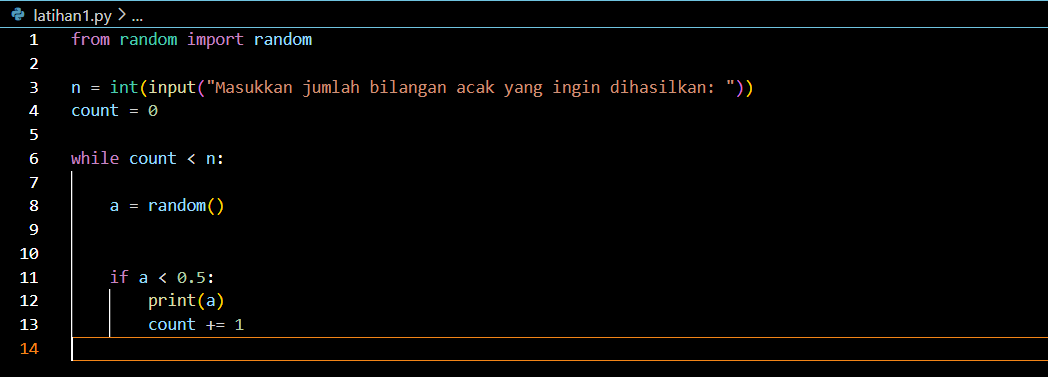 latihan1.py > ...
1 from random import random
2
3 n = int(input("Masukkan jumlah bilangan acak yang ingin dihasilkan: "))
4 count = 0
5
6 while count < n:
7
8     a = random()
9
10
11     if a < 0.5:
12         print(a)
13         count += 1
14